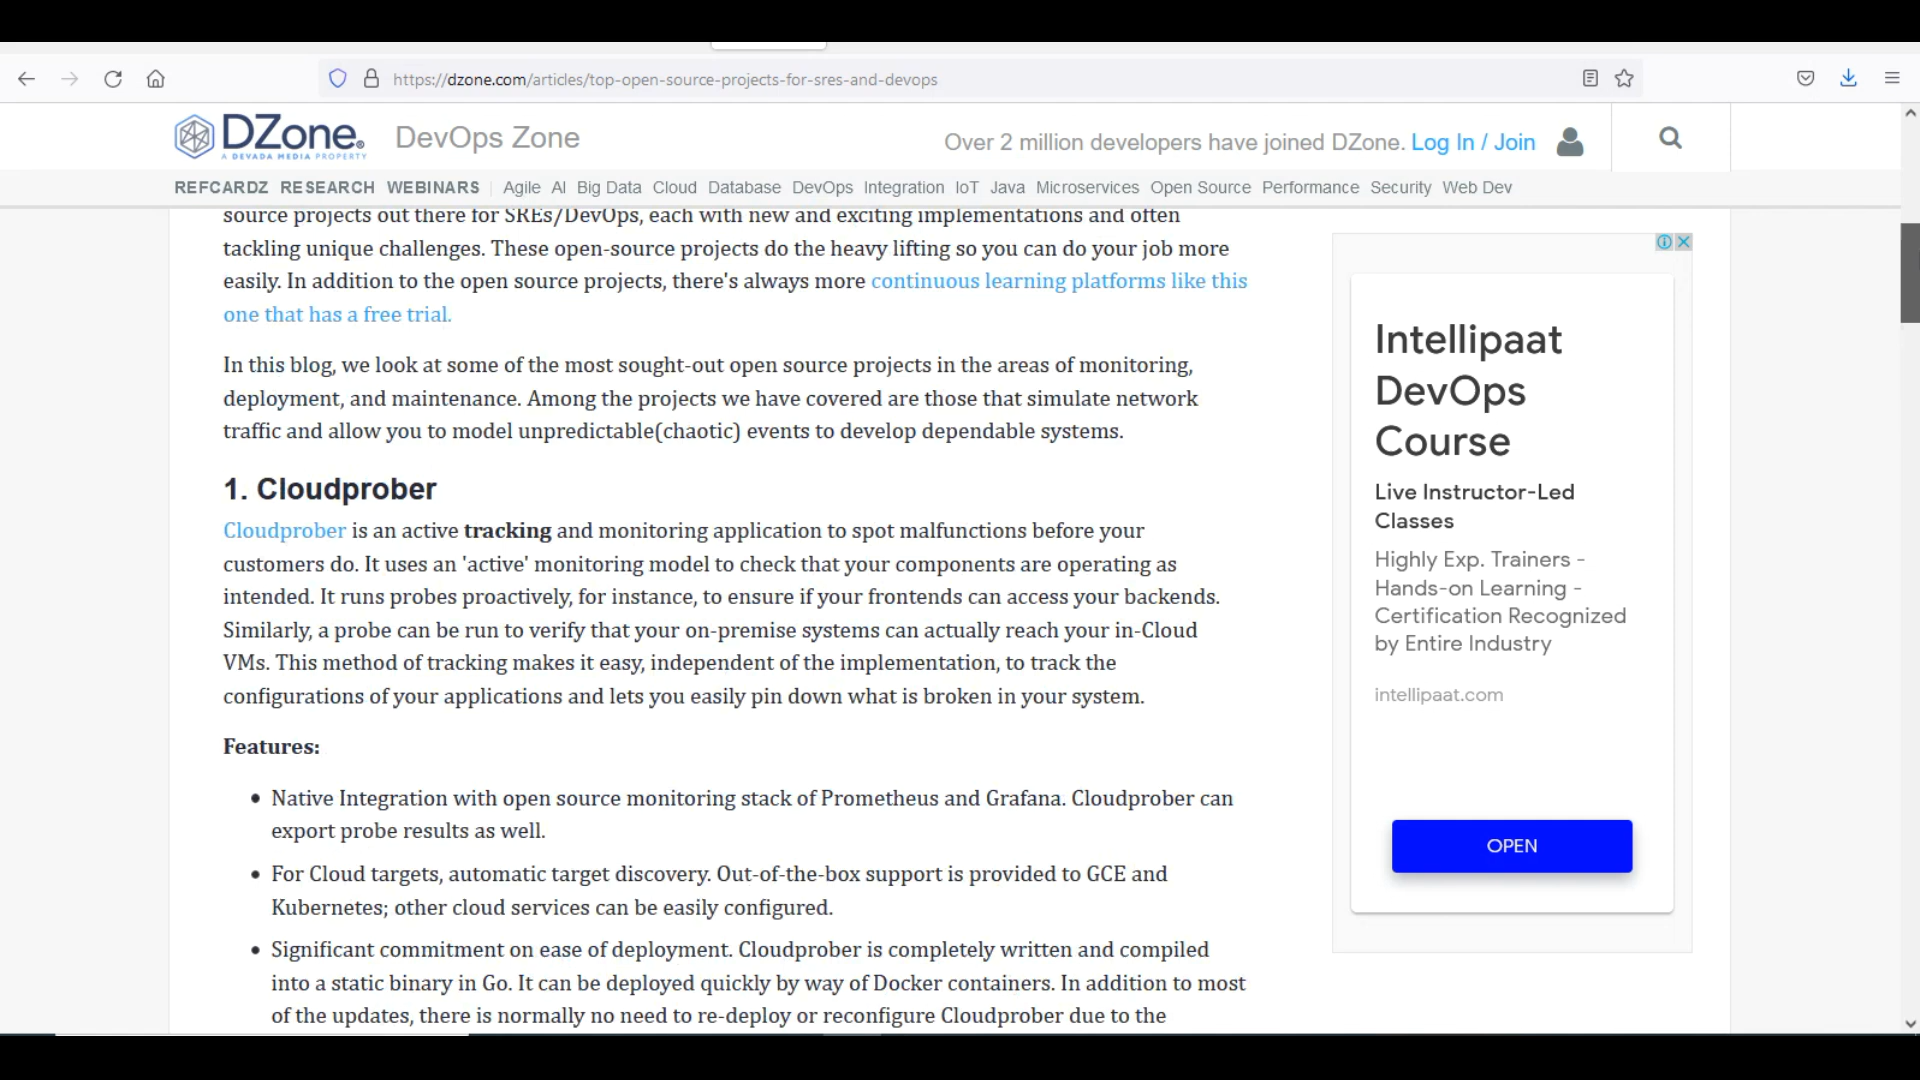 https://dzone.com/articles/top-open-source-projects-for-sres-and-devops
DZone.
A DEVADA MEDIA PROPERTY
DevOps Zone
Over 2 million developers have joined DZone. Log In / Join
REFCARDZ RESEARCH WEBINARS Agile AI Big Data Cloud Database DevOps Integration IoT Java Microservices Open Source Performance Security Web Dev
source projects out there for SREs/DevOps, each with new and exciting implementations and often
tackling unique challenges. These open-source projects do the heavy lifting so you can do your job more
easily. In addition to the open source projects, there's always more continuous learning platforms like this
one that has a free trial.
In this blog, we look at some of the most sought-out open source projects in the areas of monitoring,
deployment, and maintenance. Among the projects we have covered are those that simulate network
traffic and allow you to model unpredictable(chaotic) events to develop dependable systems.
1. Cloudprober
Cloudprober is an active tracking and monitoring application to spot malfunctions before your
customers do. It uses an 'active' monitoring model to check that your components are operating as
intended. It runs probes proactively, for instance, to ensure if your frontends can access your backends.
Similarly, a probe can be run to verify that your on-premise systems can actually reach your in-Cloud
VMs. This method of tracking makes it easy, independent of the implementation, to track the
configurations of your applications and lets you easily pin down what is broken in your system.
Features:
• Native Integration with open source monitoring stack of Prometheus and Grafana. Cloudprober can
export probe results as well.
• For Cloud targets, automatic target discovery. Out-of-the-box support is provided to GCE and
Kubernetes; other cloud services can be easily configured.
• Significant commitment on ease of deployment. Cloudprober is completely written and compiled
into a static binary in Go. It can be deployed quickly by way of Docker containers. In addition to most
of the updates, there is normally no need to re-deploy or reconfigure Cloudprober due to the
Intellipaat
DevOps
Course
Live Instructor-Led
Classes
Highly Exp. Trainers -
Hands-on Learning -
Certification Recognized
by Entire Industry
intellipaat.com
OPEN